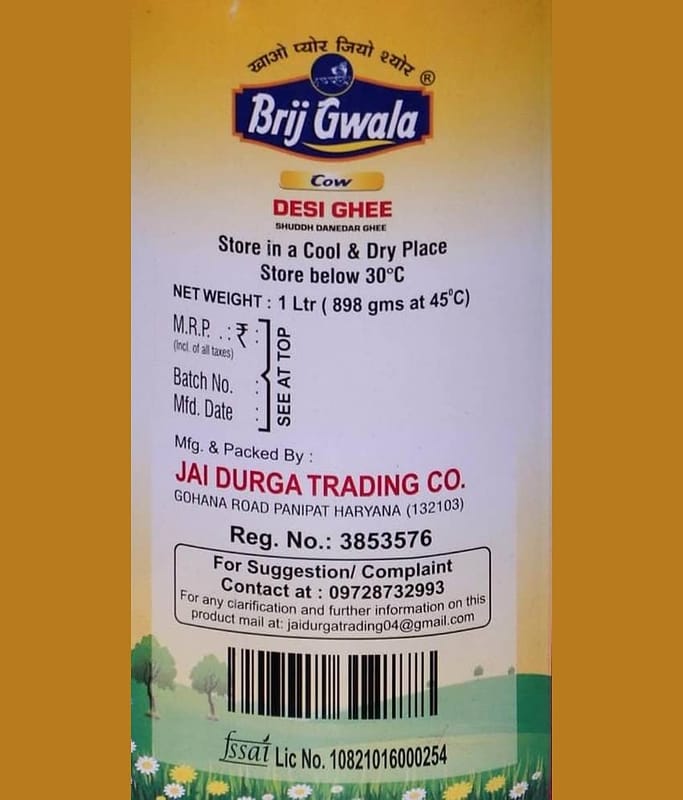 खाओ प्योर जियो श्योर ®
Brij Gwala
Cow
DESI GHEE
SHUDDH DANEDAR GHEE
Store in a Cool & Dry Place
Store below 30°C
NET WEIGHT : 1 Ltr ( 898 gms at 45°C)
M.R.P. .: ₹ :
(Incl. of all taxes)
Batch No. :
Mfd. Date :
SEE AT TOP
Mfg. & Packed By :
JAI DURGA TRADING CO.
GOHANA ROAD PANIPAT HARYANA (132103)
Reg. No.: 3853576
For Suggestion/ Complaint
Contact at : 09728732993
For any clarification and further information on this
product mail at: jaidurgatrading04@gmail.com
fssai Lic No. 10821016000254